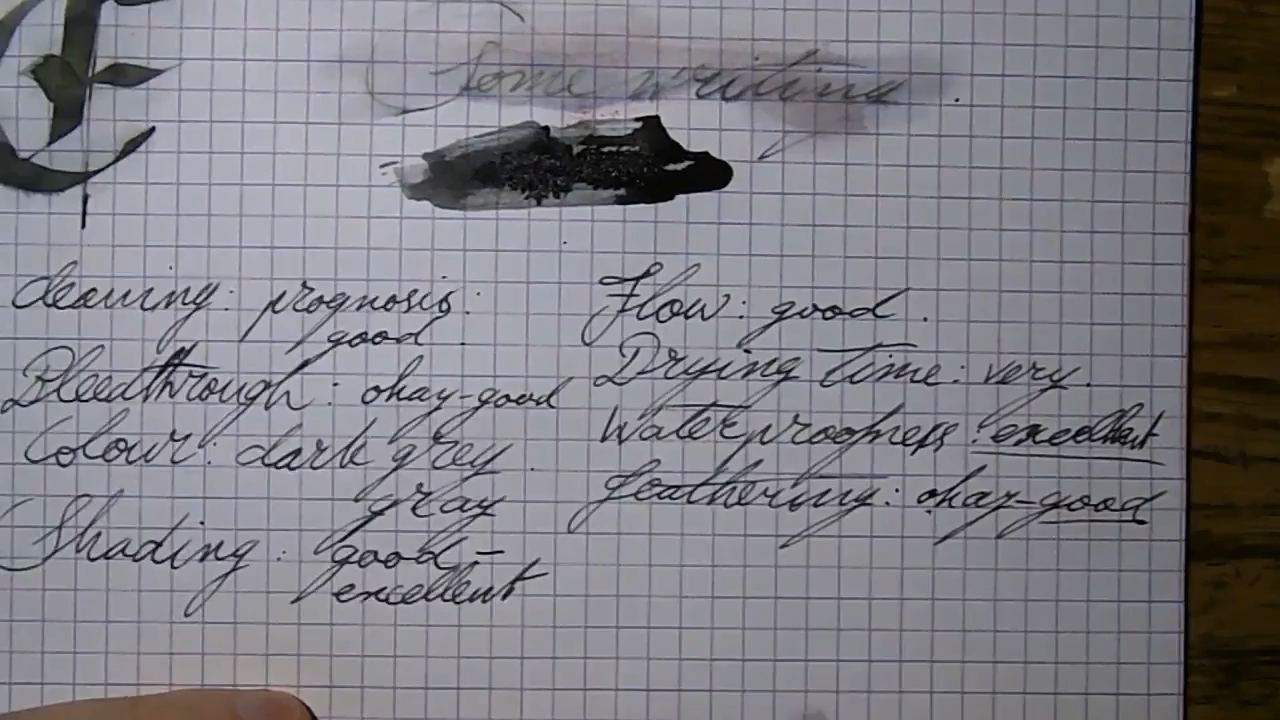 Some writing
Cleaning: prognosis:
good
Bleedthrough: okay-good
Colour: dark grey.
gray
Shading: good-
excellent
Flow: good.
Drying time: very.
Waterproofness: excellent
feathering: okay-good